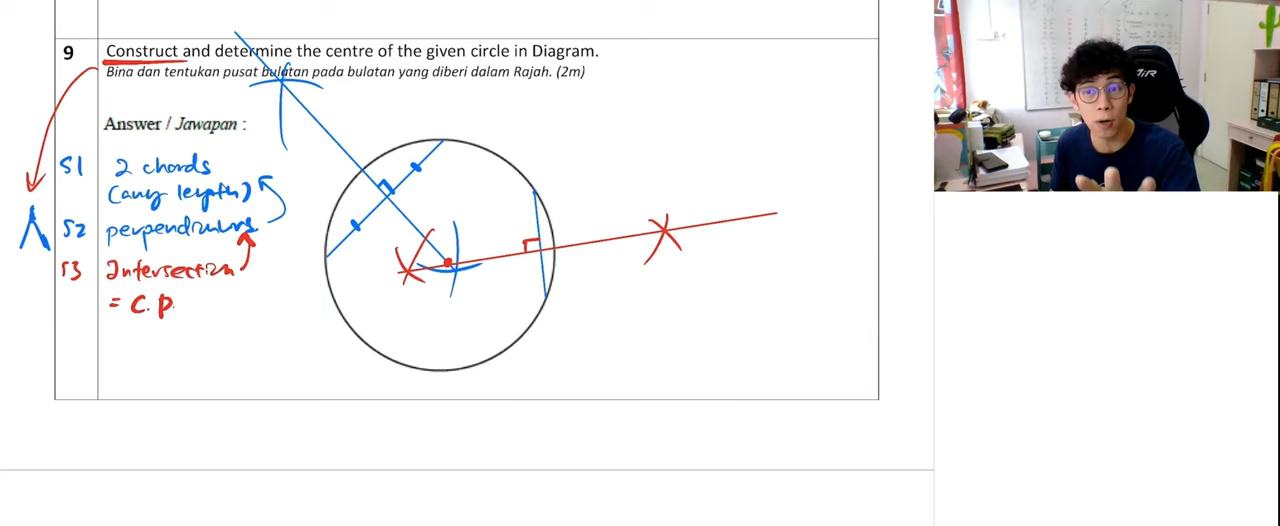 9
Construct and determine the centre of the given circle in Diagram.
Bina dan tentukan pusat bulatan pada bulatan yang diberi dalam Rajah. (2m)
Answer / Jawapan :
S1 2 chords
(any length)
S2
S3 Intersection
= C.P.